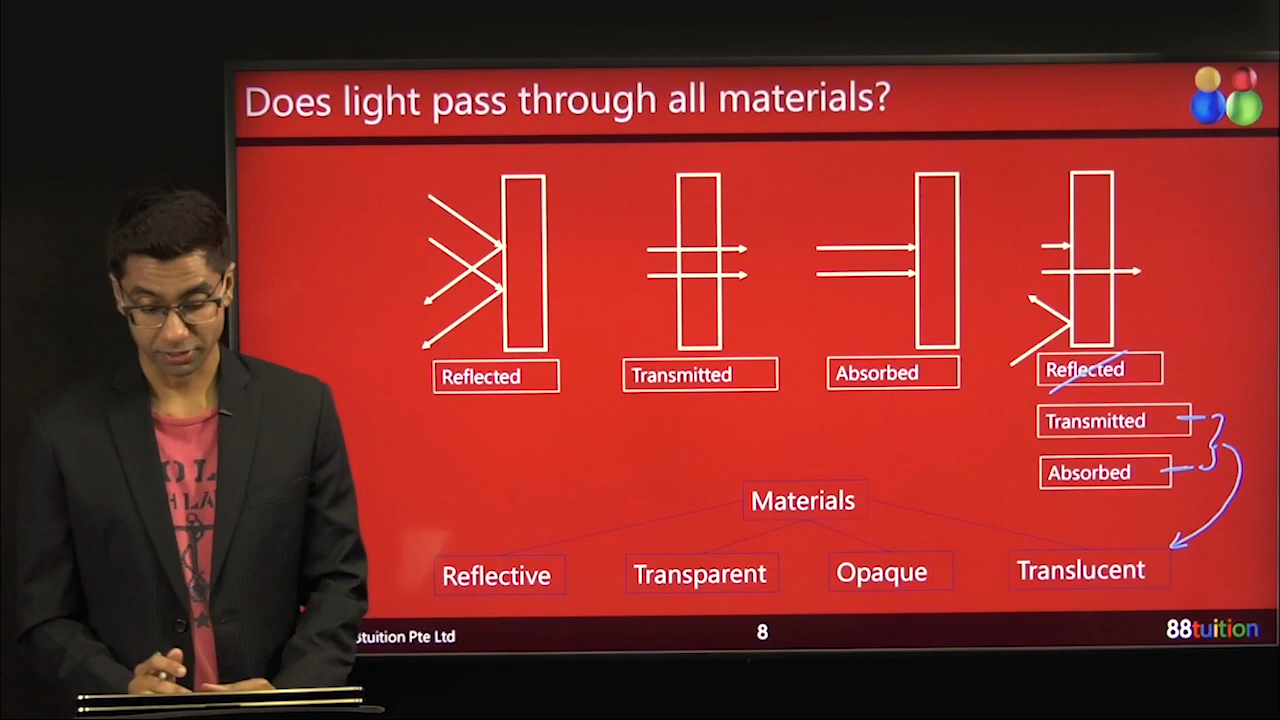 Does light pass through all materials?
Reflected
Transmitted
Absorbed
Reflected
Transmitted
Absorbed
Materials
Reflective
Transparent
Opaque
Translucent
tuition Pte Ltd
8
88tuition